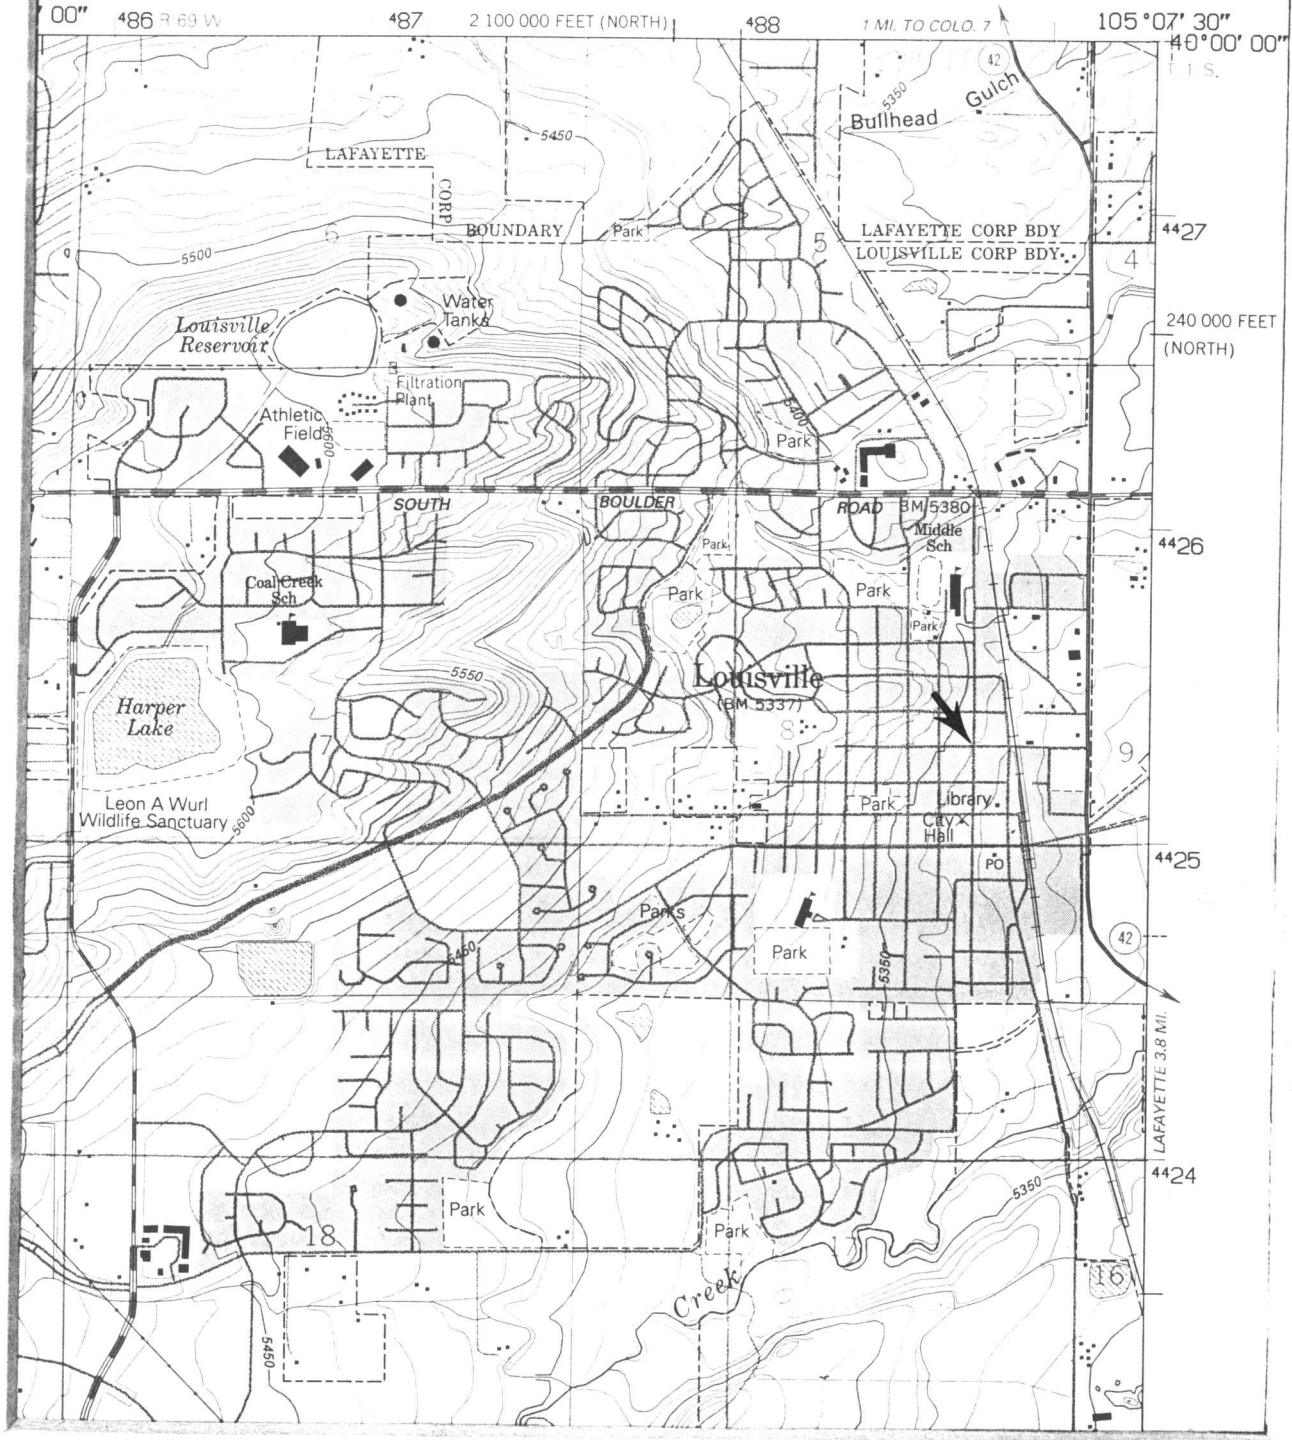 ' 00"
486 R 69 W
487
2 100 000 FEET (NORTH)
488
1 MI. TO COLO. 7
105°07' 30"
40°00' 00"
T. 1 S.
42
Gulch
Bullhead
5350
5450
LAFAYETTE
CORP
BOUNDARY
Park
6
5
LAFAYETTE CORP BDY
LOUISVILLE CORP BDY
4427
4
5500
Water
Tanks
Louisville
Reservoir
240 000 FEET
(NORTH)
Filtration
Plant
Athletic
Field
5600
5400
Park
SOUTH
BOULDER
ROAD
BM 5380
Middle
Sch
4426
Park
Coal Creek
Sch
Park
Park
Park
5550
Louisville
(BM 5337)
Harper
Lake
7
8
9
Leon A Wurl
Wildlife Sanctuary
5600
Park
Library
City
Hall
4425
PO
Parks
42
5450
Park
5350
LAFAYETTE 3.8 MI.
4424
5350
Park
18
Park
Creek
16
5450